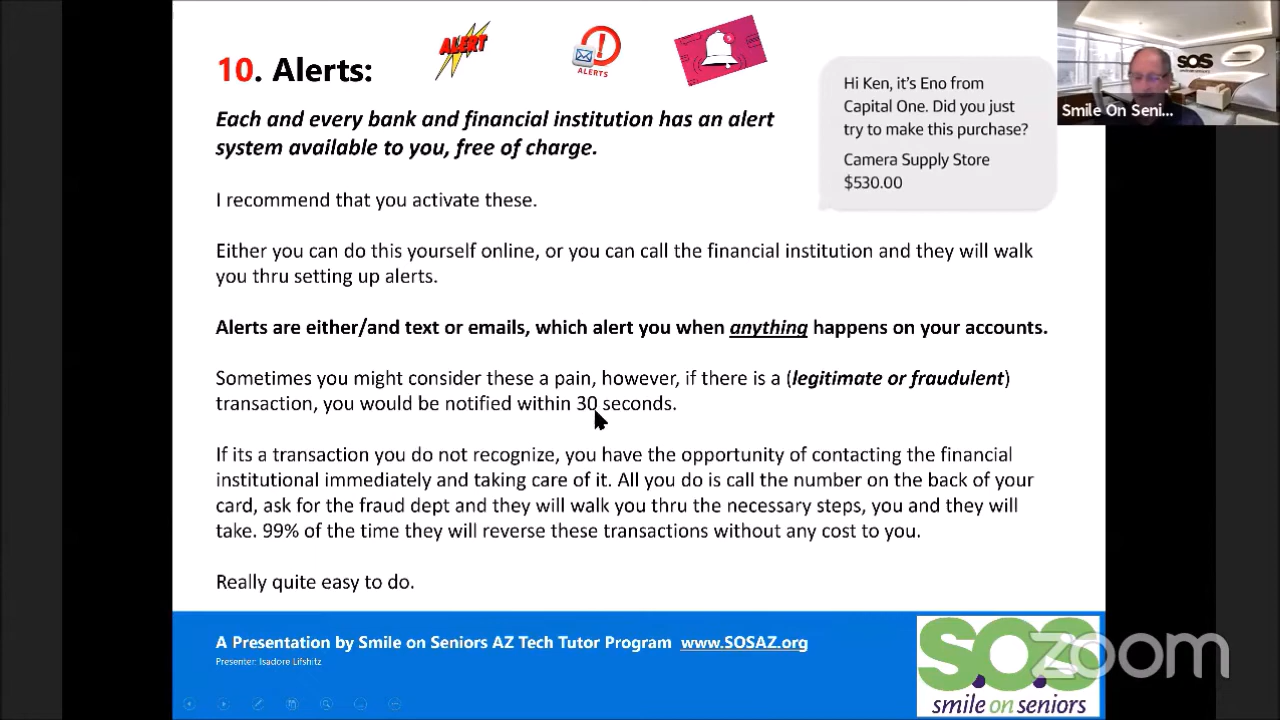 ALERT
ALERTS
5
10. Alerts:
Each and every bank and financial institution has an alert
system available to you, free of charge.
Hi Ken, it's Eno from
Capital One. Did you just
try to make this purchase?
Camera Supply Store
$530.00
SOS
Smile On Seni...
I recommend that you activate these.
Either you can do this yourself online, or you can call the financial institution and they will walk
you thru setting up alerts.
Alerts are either/and text or emails, which alert you when anything happens on your accounts.
Sometimes you might consider these a pain, however, if there is a (legitimate or fraudulent)
transaction, you would be notified within 30 seconds.
If its a transaction you do not recognize, you have the opportunity of contacting the financial
institutional immediately and taking care of it. All you do is call the number on the back of your
card, ask for the fraud dept and they will walk you thru the necessary steps, you and they will
take. 99% of the time they will reverse these transactions without any cost to you.
Really quite easy to do.
A Presentation by Smile on Seniors AZ Tech Tutor Program www.SOSAZ.org
Presenter: Isadore Lifshitz
SOS
zoom
smile on seniors